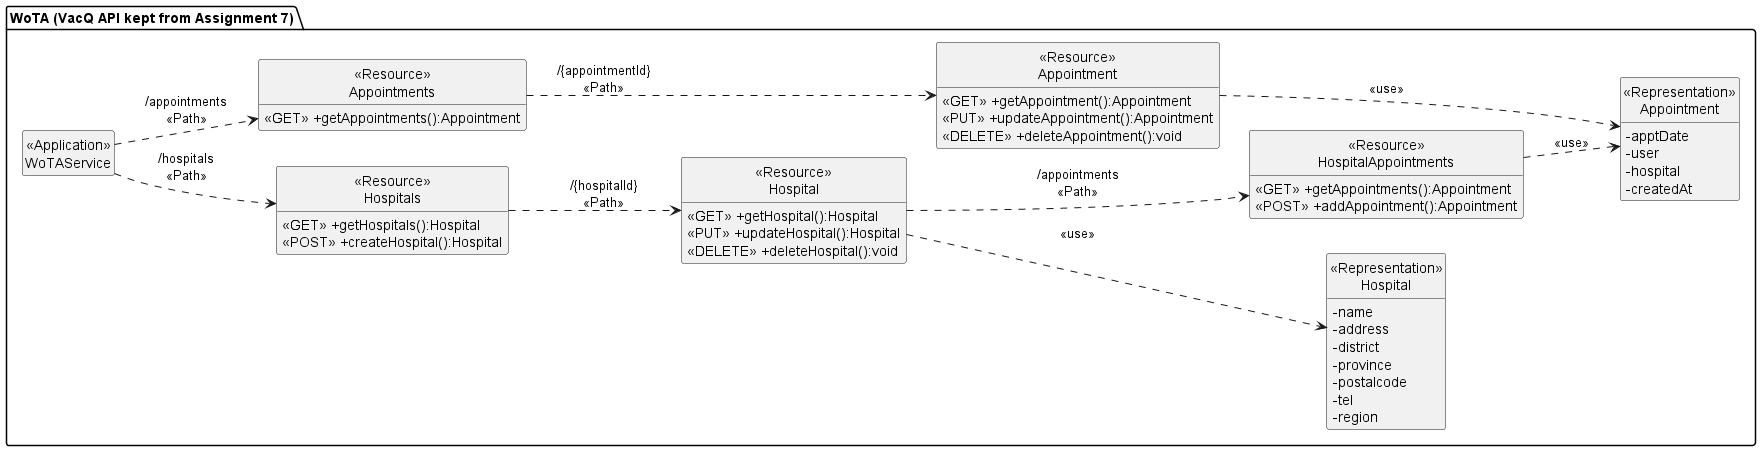 WoTA (VacQ API kept from Assignment 7)
«Application»
WoTAService
/appointments
«Path»
/hospitals
«Path»
«Resource»
Appointments
«GET» +getAppointments():Appointment
«Resource»
Hospitals
«GET» +getHospitals():Hospital
«POST» +createHospital():Hospital
/{appointmentId}
«Path»
/{hospitalId}
«Path»
«Resource»
Appointment
«GET» +getAppointment():Appointment
«PUT» +updateAppointment():Appointment
«DELETE» +deleteAppointment():void
«Resource»
Hospital
«GET» +getHospital():Hospital
«PUT» +updateHospital():Hospital
«DELETE» +deleteHospital():void
/appointments
«Path»
«use»
«Resource»
HospitalAppointments
«GET» +getAppointments():Appointment
«POST» +addAppointment():Appointment
«use»
«use»
«Representation»
Appointment
-apptDate
-user
-hospital
-createdAt
«Representation»
Hospital
-name
-address
-district
-province
-postalcode
-tel
-region